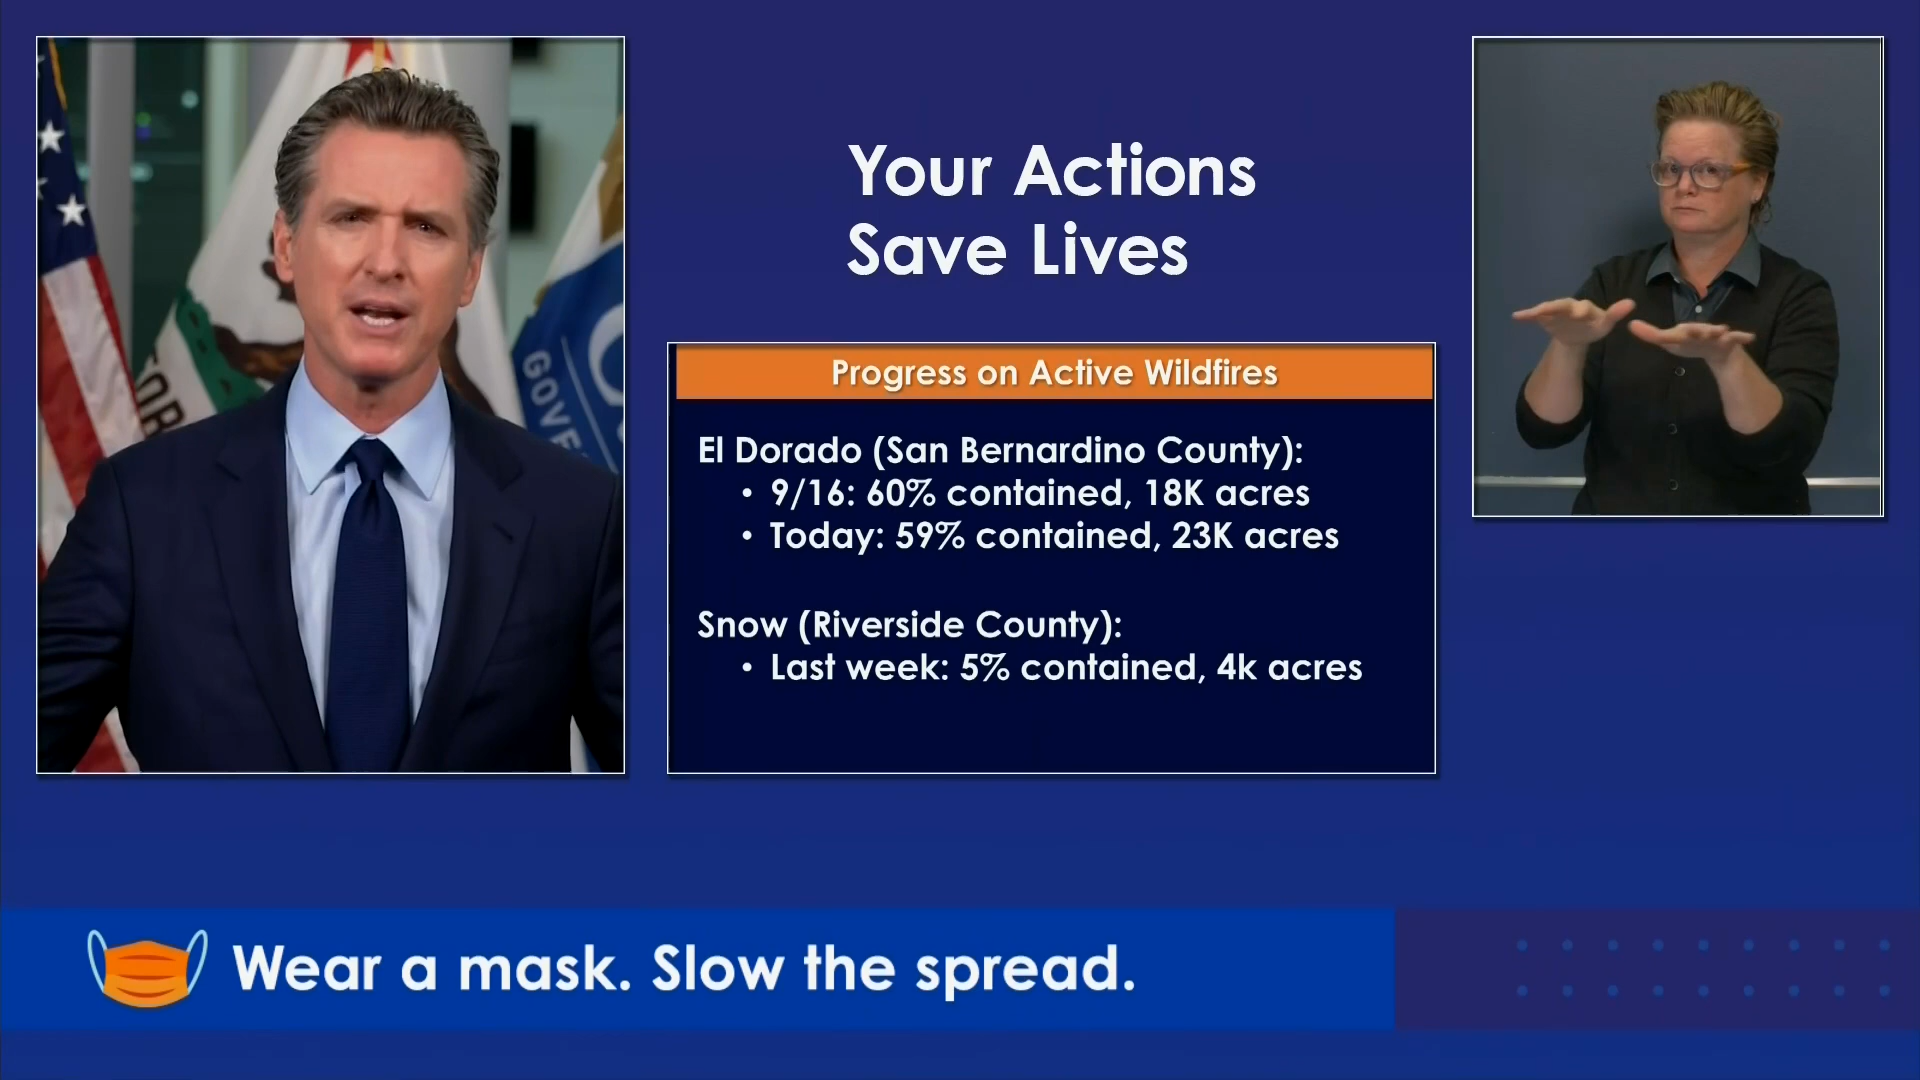 Your Actions
Save Lives
Progress on Active Wildfires
El Dorado (San Bernardino County):
• 9/16: 60% contained, 18K acres
• Today: 59% contained, 23K acres
Snow (Riverside County):
• Last week: 5% contained, 4k acres
Wear a mask. Slow the spread.